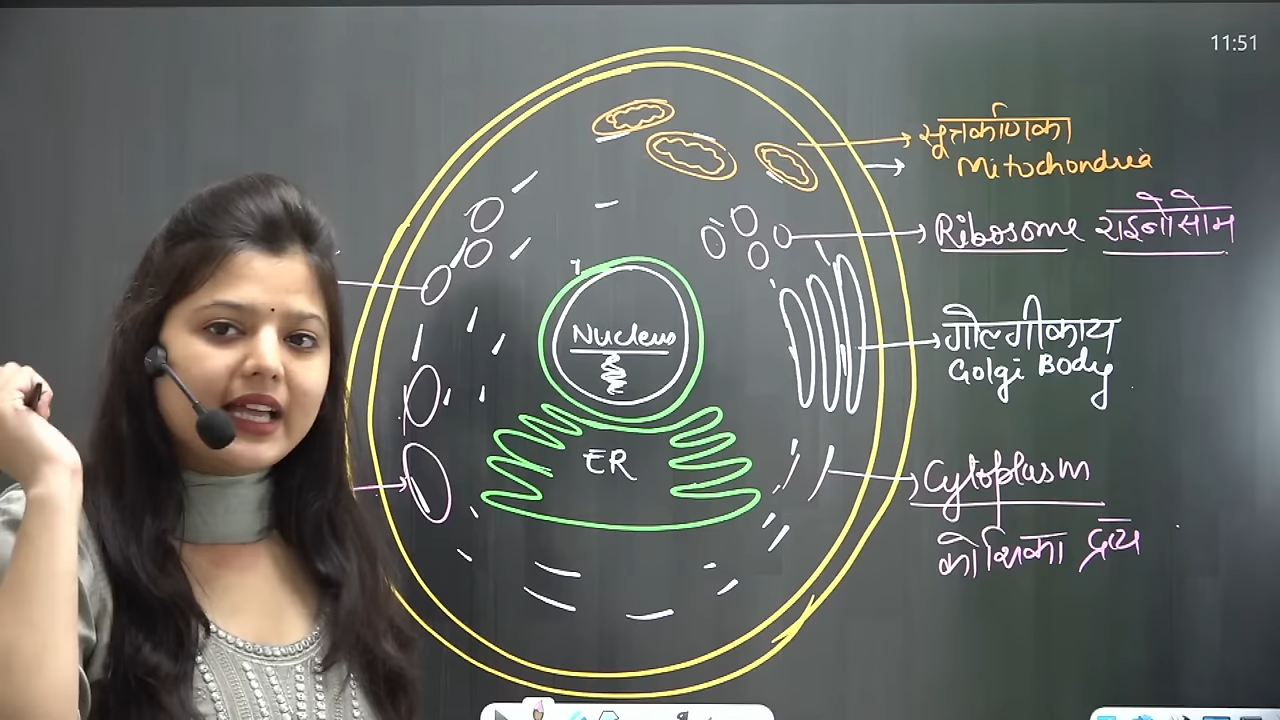 11:51
सूत्रकणिका
Mitochondria
Ribosome राइबोसोम
Nucleus
गोल्गीकाय
Golgi Body
ER
Cytoplasm
कोशिका द्रव्य